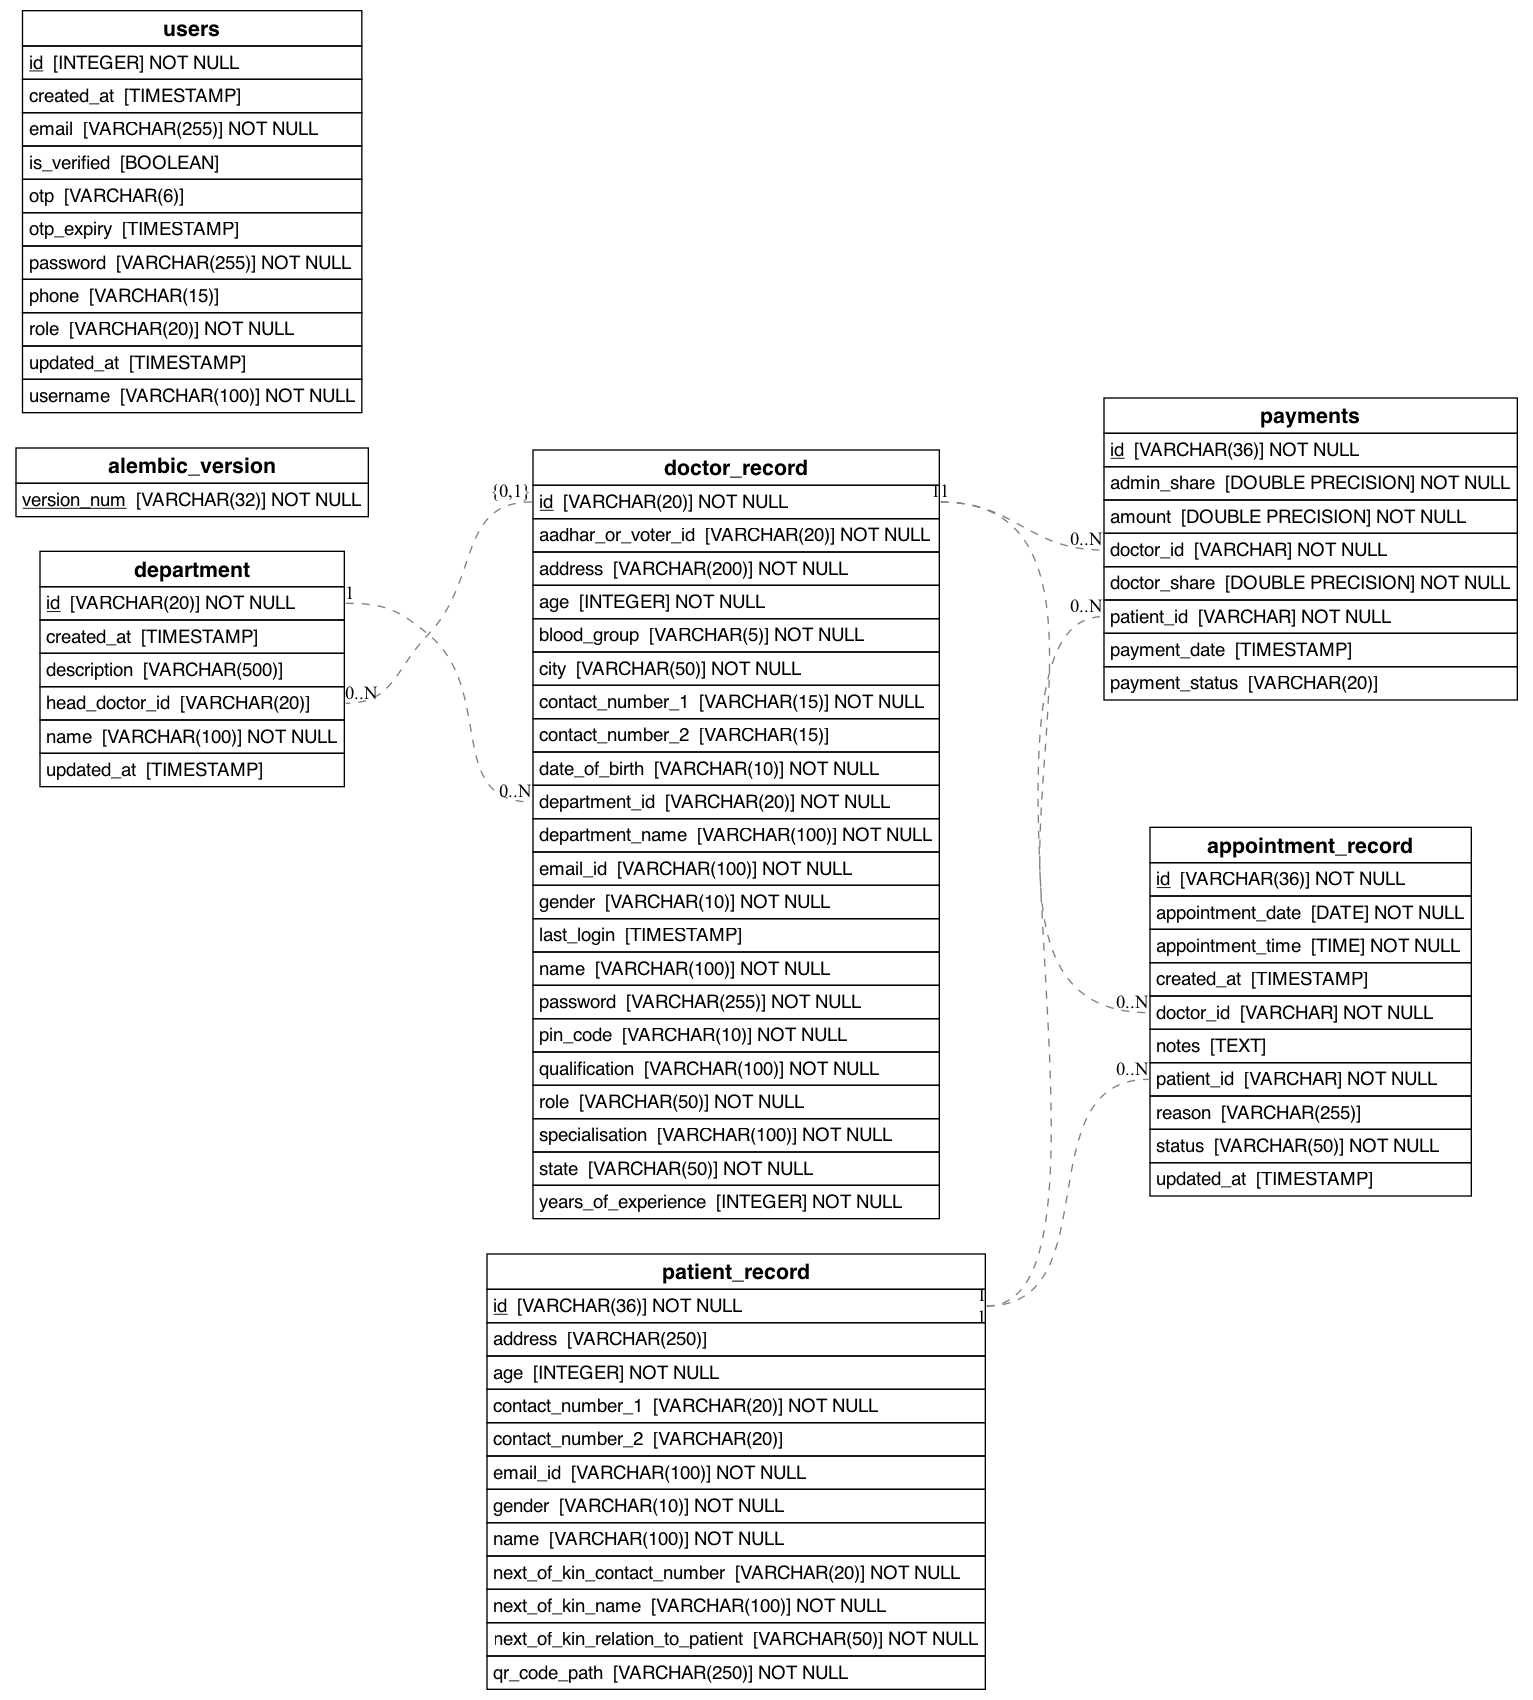 users
id [INTEGER] NOT NULL
created_at [TIMESTAMP]
email [VARCHAR(255)] NOT NULL
is_verified [BOOLEAN]
otp [VARCHAR(6)]
otp_expiry [TIMESTAMP]
password [VARCHAR(255)] NOT NULL
phone [VARCHAR(15)]
role [VARCHAR(20)] NOT NULL
updated_at [TIMESTAMP]
username [VARCHAR(100)] NOT NULL
alembic_version
version_num [VARCHAR(32)] NOT NULL
department
id [VARCHAR(20)] NOT NULL
created_at [TIMESTAMP]
description [VARCHAR(500)]
head_doctor_id [VARCHAR(20)]
name [VARCHAR(100)] NOT NULL
updated_at [TIMESTAMP]
1
0..N
{0,1}
0..N
doctor_record
id [VARCHAR(20)] NOT NULL
aadhar_or_voter_id [VARCHAR(20)] NOT NULL
address [VARCHAR(200)] NOT NULL
age [INTEGER] NOT NULL
blood_group [VARCHAR(5)] NOT NULL
city [VARCHAR(50)] NOT NULL
contact_number_1 [VARCHAR(15)] NOT NULL
contact_number_2 [VARCHAR(15)]
date_of_birth [VARCHAR(10)] NOT NULL
department_id [VARCHAR(20)] NOT NULL
department_name [VARCHAR(100)] NOT NULL
email_id [VARCHAR(100)] NOT NULL
gender [VARCHAR(10)] NOT NULL
last_login [TIMESTAMP]
name [VARCHAR(100)] NOT NULL
password [VARCHAR(255)] NOT NULL
pin_code [VARCHAR(10)] NOT NULL
qualification [VARCHAR(100)] NOT NULL
role [VARCHAR(50)] NOT NULL
specialisation [VARCHAR(100)] NOT NULL
state [VARCHAR(50)] NOT NULL
years_of_experience [INTEGER] NOT NULL
1
1
0..N
0..N
payments
id [VARCHAR(36)] NOT NULL
admin_share [DOUBLE PRECISION] NOT NULL
amount [DOUBLE PRECISION] NOT NULL
doctor_id [VARCHAR] NOT NULL
doctor_share [DOUBLE PRECISION] NOT NULL
patient_id [VARCHAR] NOT NULL
payment_date [TIMESTAMP]
payment_status [VARCHAR(20)]
0..N
0..N
appointment_record
id [VARCHAR(36)] NOT NULL
appointment_date [DATE] NOT NULL
appointment_time [TIME] NOT NULL
created_at [TIMESTAMP]
doctor_id [VARCHAR] NOT NULL
notes [TEXT]
patient_id [VARCHAR] NOT NULL
reason [VARCHAR(255)]
status [VARCHAR(50)] NOT NULL
updated_at [TIMESTAMP]
patient_record
id [VARCHAR(36)] NOT NULL
address [VARCHAR(250)]
age [INTEGER] NOT NULL
contact_number_1 [VARCHAR(20)] NOT NULL
contact_number_2 [VARCHAR(20)]
email_id [VARCHAR(100)] NOT NULL
gender [VARCHAR(10)] NOT NULL
name [VARCHAR(100)] NOT NULL
next_of_kin_contact_number [VARCHAR(20)] NOT NULL
next_of_kin_name [VARCHAR(100)] NOT NULL
next_of_kin_relation_to_patient [VARCHAR(50)] NOT NULL
qr_code_path [VARCHAR(250)] NOT NULL
1
1